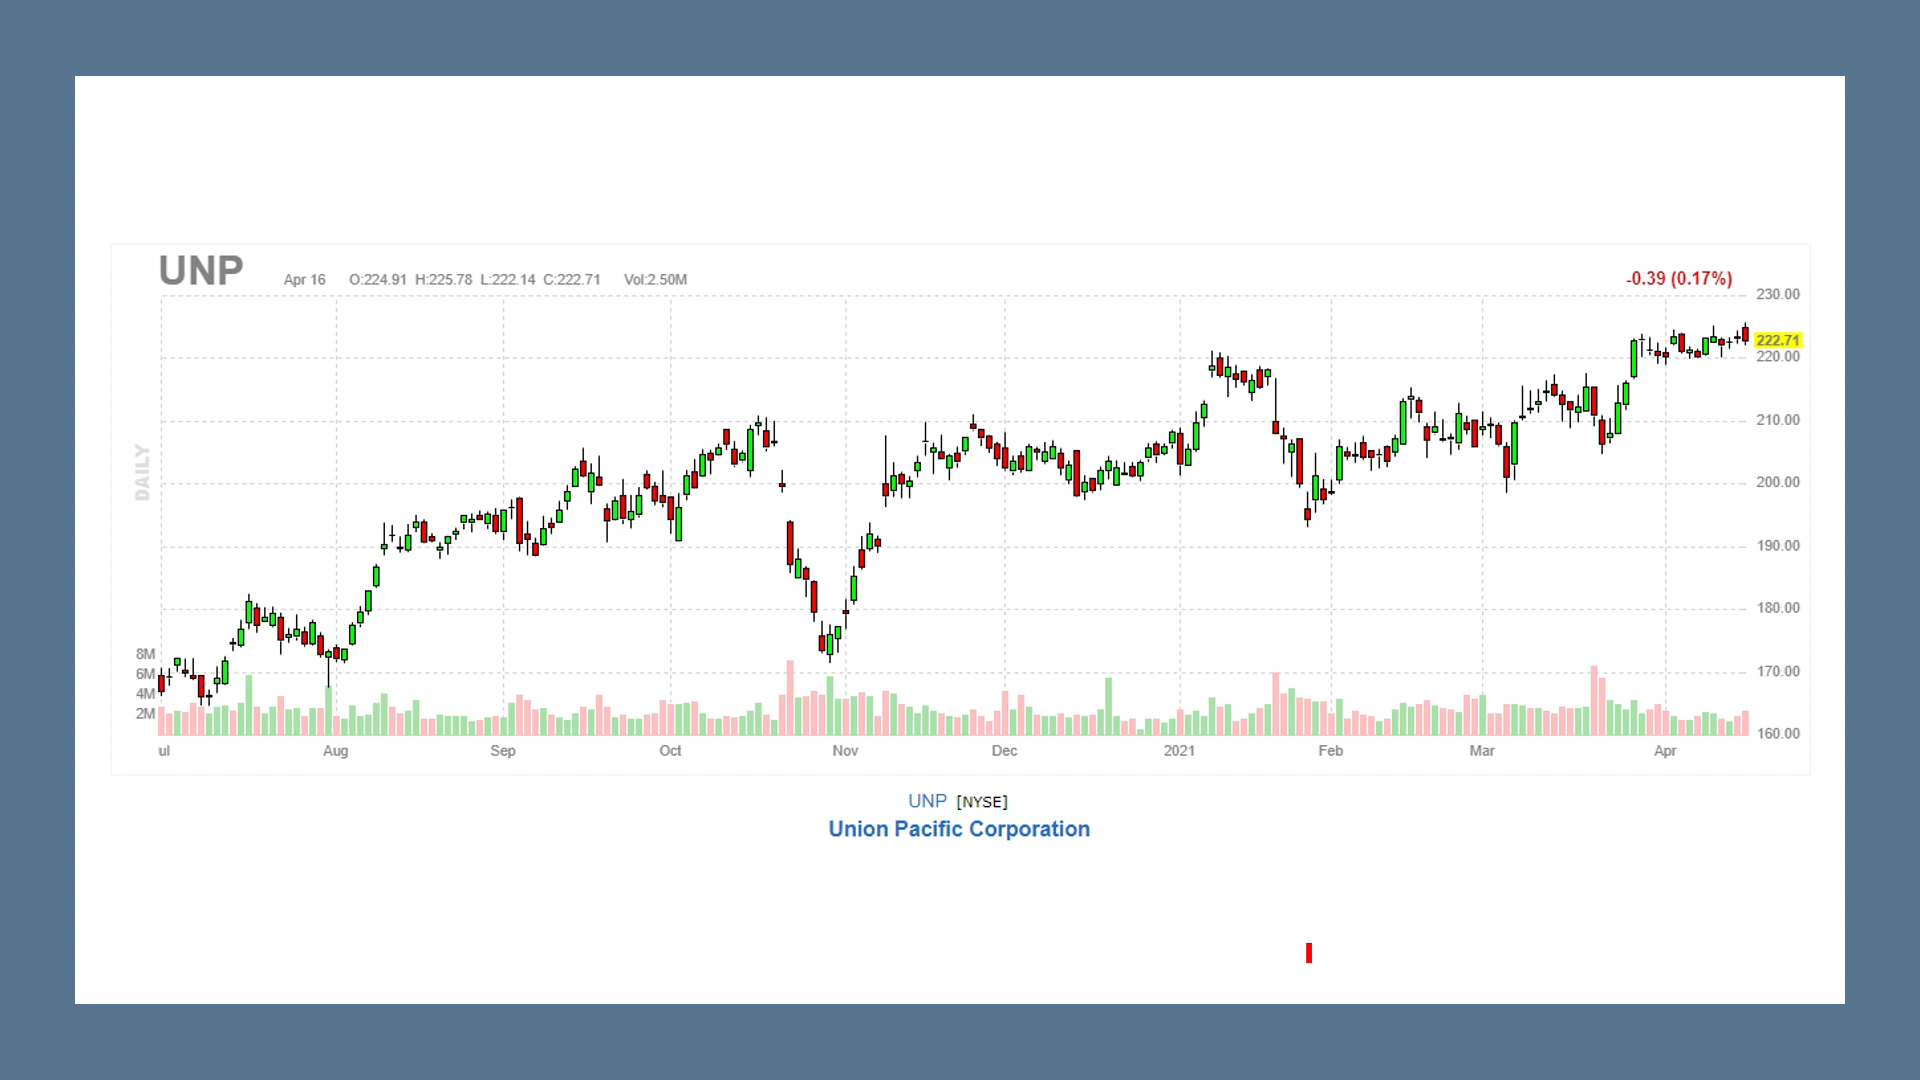 UNP Apr 16 O:224.91 H:225.78 L:222.14 C:222.71 Vol:2.50M -0.39 (0.17%)
230.00
222.71
220.00
210.00
DAILY
200.00
190.00
180.00
8M
6M
170.00
4M
2M
160.00
ul Aug Sep Oct Nov Dec 2021 Feb Mar Apr
UNP [NYSE]
Union Pacific Corporation